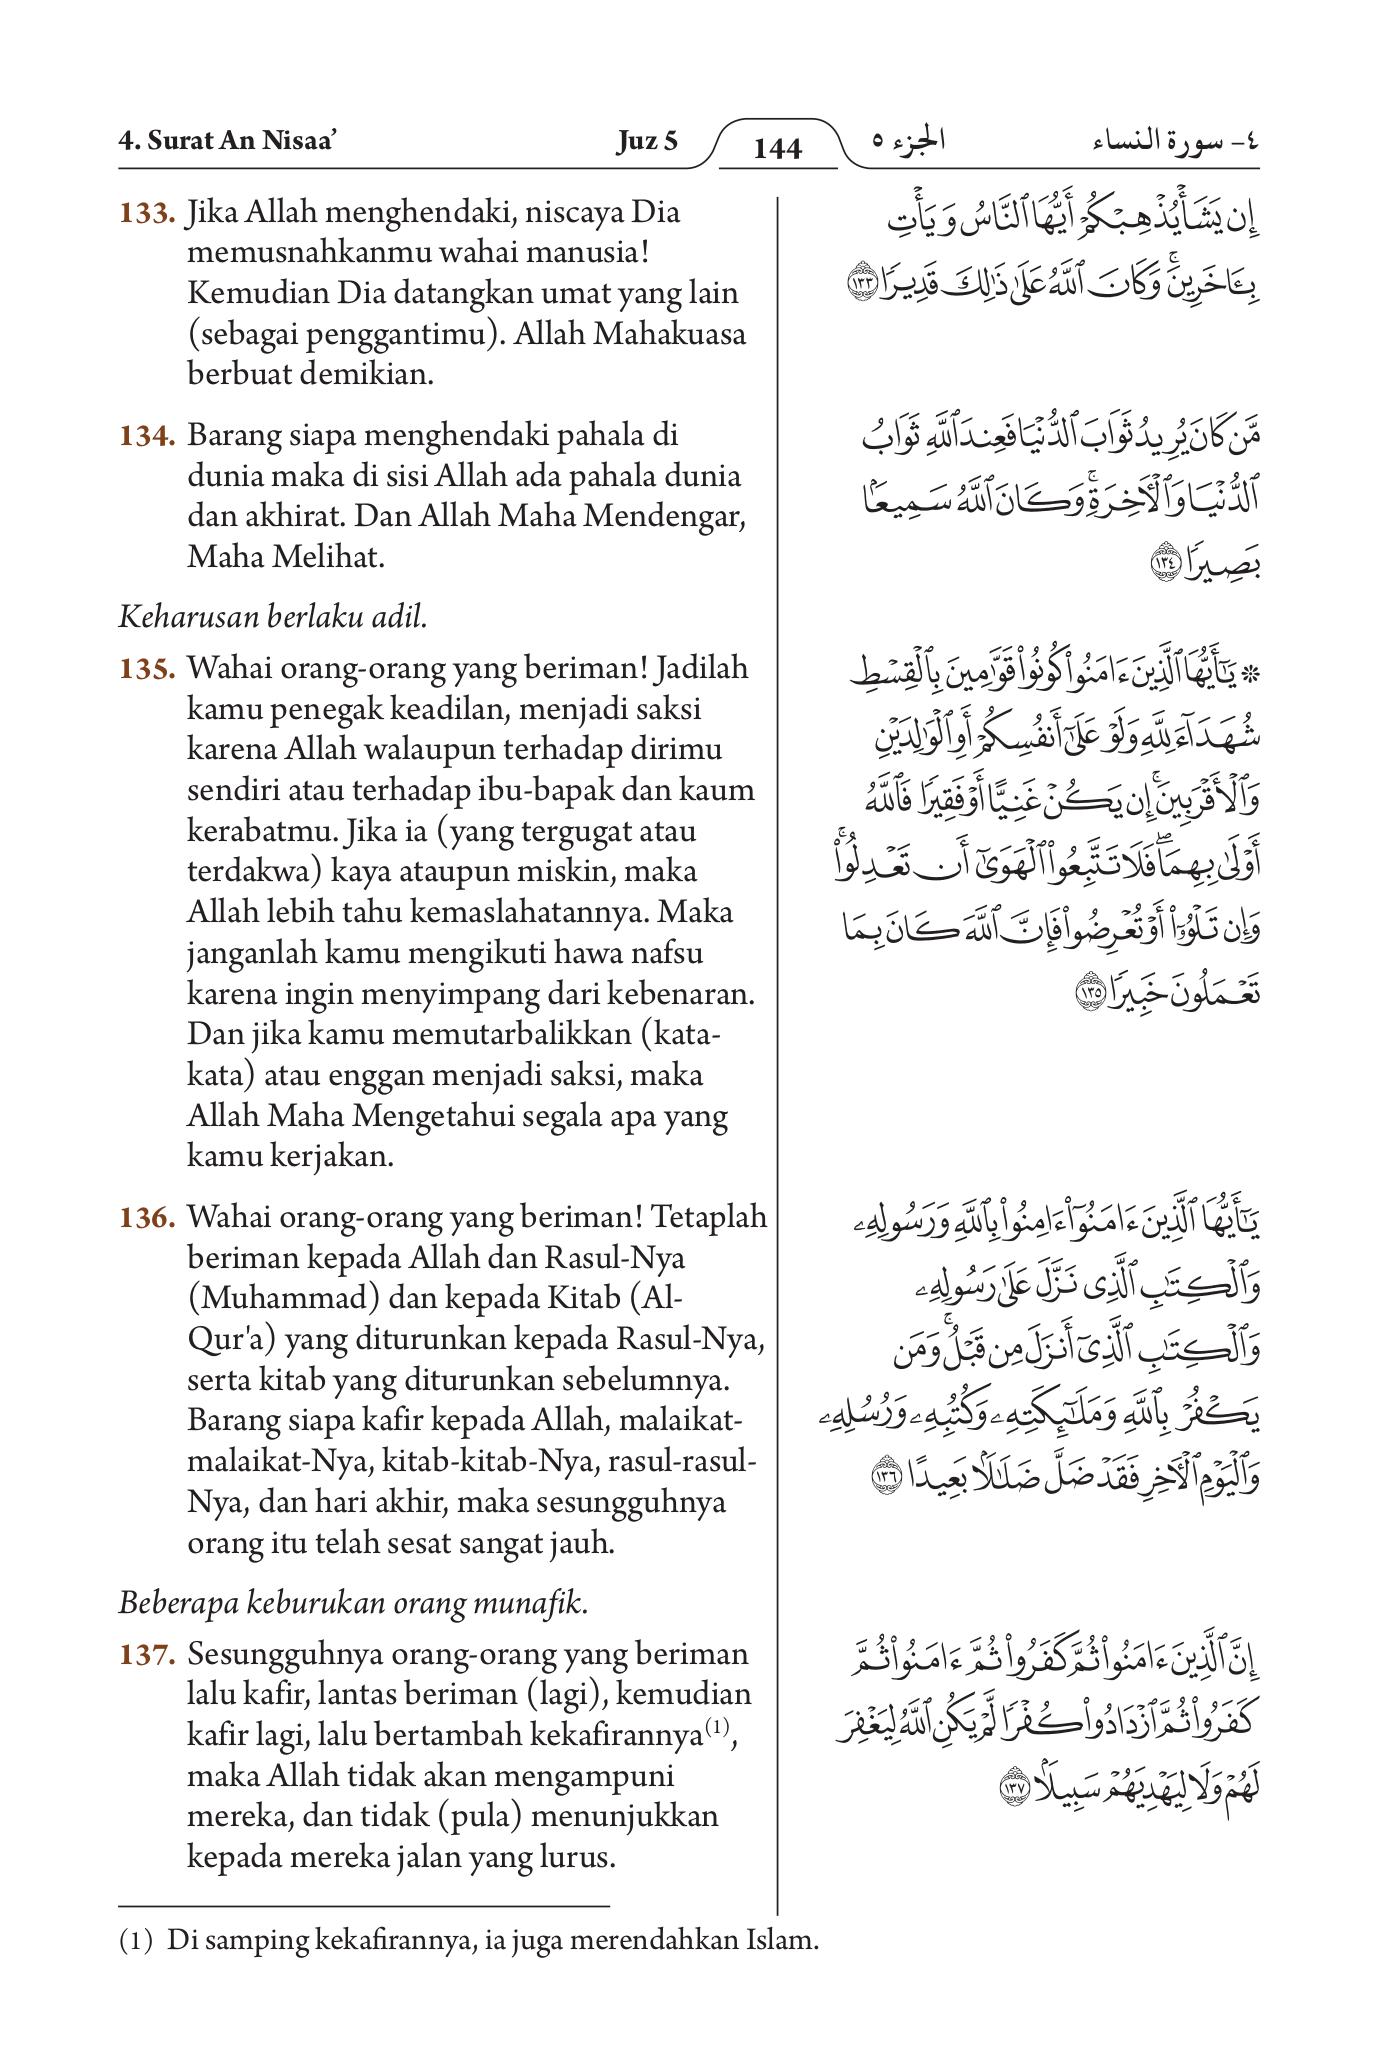 4. Surat An Nisaa’
Juz 5
144
الجزء ٥
٤- سورة النساء
133. Jika Allah menghendaki, niscaya Dia
memusnahkanmu wahai manusia!
Kemudian Dia datangkan umat yang lain
(sebagai penggantimu). Allah Mahakuasa
berbuat demikian.
134. Barang siapa menghendaki pahala di
dunia maka di sisi Allah ada pahala dunia
dan akhirat. Dan Allah Maha Mendengar,
Maha Melihat.
Keharusan berlaku adil.
135. Wahai orang-orang yang beriman! Jadilah
kamu penegak keadilan, menjadi saksi
karena Allah walaupun terhadap dirimu
sendiri atau terhadap ibu-bapak dan kaum
kerabatmu. Jika ia (yang tergugat atau
terdakwa) kaya ataupun miskin, maka
Allah lebih tahu kemaslahatannya. Maka
janganlah kamu mengikuti hawa nafsu
karena ingin menyimpang dari kebenaran.
Dan jika kamu memutarbalikkan (kata-
kata) atau enggan menjadi saksi, maka
Allah Maha Mengetahui segala apa yang
kamu kerjakan.
136. Wahai orang-orang yang beriman! Tetaplah
beriman kepada Allah dan Rasul-Nya
(Muhammad) dan kepada Kitab (Al-
Qur'a) yang diturunkan kepada Rasul-Nya,
serta kitab yang diturunkan sebelumnya.
Barang siapa kafir kepada Allah, malaikat-
malaikat-Nya, kitab-kitab-Nya, rasul-rasul-
Nya, dan hari akhir, maka sesungguhnya
orang itu telah sesat sangat jauh.
Beberapa keburukan orang munafik.
137. Sesungguhnya orang-orang yang beriman
lalu kafir, lantas beriman (lagi), kemudian
kafir lagi, lalu bertambah kekafirannya(1),
maka Allah tidak akan mengampuni
mereka, dan tidak (pula) menunjukkan
kepada mereka jalan yang lurus.
إِن يَشَأۡ يُذۡهِبۡكُمۡ أَيُّهَا ٱلنَّاسُ وَيَأۡتِ
بِـَٔاخَرِينَۚ وَكَانَ ٱللَّهُ عَلَىٰ ذَٰلِكَ قَدِيرٗا ١٣٣
مَّن كَانَ يُرِيدُ ثَوَابَ ٱلدُّنۡيَا فَعِندَ ٱللَّهِ ثَوَابُ
ٱلدُّنۡيَا وَٱلۡأٓخِرَةِۚ وَكَانَ ٱللَّهُ سَمِيعَۢا
بَصِيرٗا ١٣٤
۞ يَـٰٓأَيُّهَا ٱلَّذِينَ ءَامَنُواْ كُونُواْ قَوَّـٰمِينَ بِٱلۡقِسۡطِ
شُهَدَآءَ لِلَّهِ وَلَوۡ عَلَىٰٓ أَنفُسِكُمۡ أَوِ ٱلۡوَٰلِدَيۡنِ
وَٱلۡأَقۡرَبِينَۚ إِن يَكُنۡ غَنِيًّا أَوۡ فَقِيرٗا فَٱللَّهُ
أَوۡلَىٰ بِهِمَاۖ فَلَا تَتَّبِعُواْ ٱلۡهَوَىٰٓ أَن تَعۡدِلُواْۚ
وَإِن تَلۡوُۥٓاْ أَوۡ تُعۡرِضُواْ فَإِنَّ ٱللَّهَ كَانَ بِمَا
تَعۡمَلُونَ خَبِيرٗا ١٣٥
يَـٰٓأَيُّهَا ٱلَّذِينَ ءَامَنُوٓاْ ءَامِنُواْ بِٱللَّهِ وَرَسُولِهِۦ
وَٱلۡكِتَٰبِ ٱلَّذِى نَزَّلَ عَلَىٰ رَسُولِهِۦ
وَٱلۡكِتَٰبِ ٱلَّذِىٓ أَنزَلَ مِن قَبۡلُۚ وَمَن
يَكۡفُرۡ بِٱللَّهِ وَمَلَـٰٓئِكَتِهِۦ وَكُتُبِهِۦ وَرُسُلِهِۦ
وَٱلۡيَوۡمِ ٱلۡأٓخِرِ فَقَدۡ ضَلَّ ضَلَٰلَۢا بَعِيدًا ١٣٦
إِنَّ ٱلَّذِينَ ءَامَنُواْ ثُمَّ كَفَرُواْ ثُمَّ ءَامَنُواْ ثُمَّ
كَفَرُواْ ثُمَّ ٱزۡدَادُواْ كُفۡرٗا لَّمۡ يَكُنِ ٱللَّهُ لِيَغۡفِرَ
لَهُمۡ وَلَا لِيَهۡدِيَهُمۡ سَبِيلَۢا ١٣٧
(1) Di samping kekafirannya, ia juga merendahkan Islam.